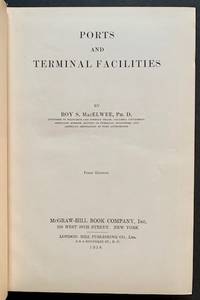 PORTS
AND
TERMINAL FACILITIES
BY
ROY S. MacELWEE, Ph. D.
First Edition
McGRAW-HILL BOOK COMPANY, Inc.
239 WEST 39TH STREET. NEW YORK
LONDON: HILL PUBLISHING CO., Ltd.
6 & 8 BOUVERIE ST., E. C.
1918